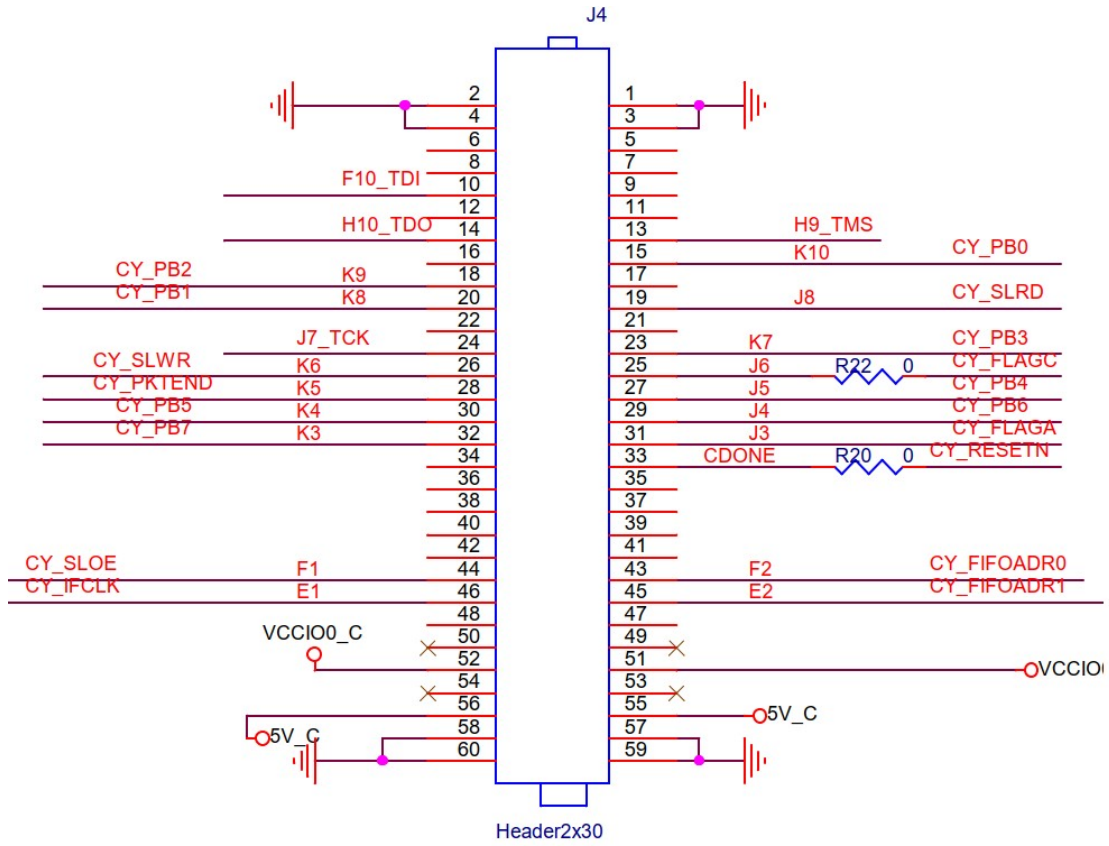 J4
2 1
4 3
6 5
8 7
F10_TDI 10 9
12 11
H10_TDO 14 13 H9_TMS
16 15 K10 CY_PB0
CY_PB2 K9 18 17
CY_PB1 K8 20 19 J8 CY_SLRD
22 21
J7_TCK 24 23 K7 CY_PB3
CY_SLWR K6 26 25 J6 R22 0 CY_FLAGC
CY_PKTEND K5 28 27 J5 CY_PB4
CY_PB5 K4 30 29 J4 CY_PB6
CY_PB7 K3 32 31 J3 CY_FLAGA
34 33 CDONE R20 0 CY_RESETN
36 35
38 37
40 39
42 41
CY_SLOE F1 44 43 F2 CY_FIFOADR0
CY_IFCLK E1 46 45 E2 CY_FIFOADR1
48 47
VCCIO0_C 50 49
52 51 VCCIO
54 53
56 55 5V_C
5V_C 58 57
60 59
Header2x30